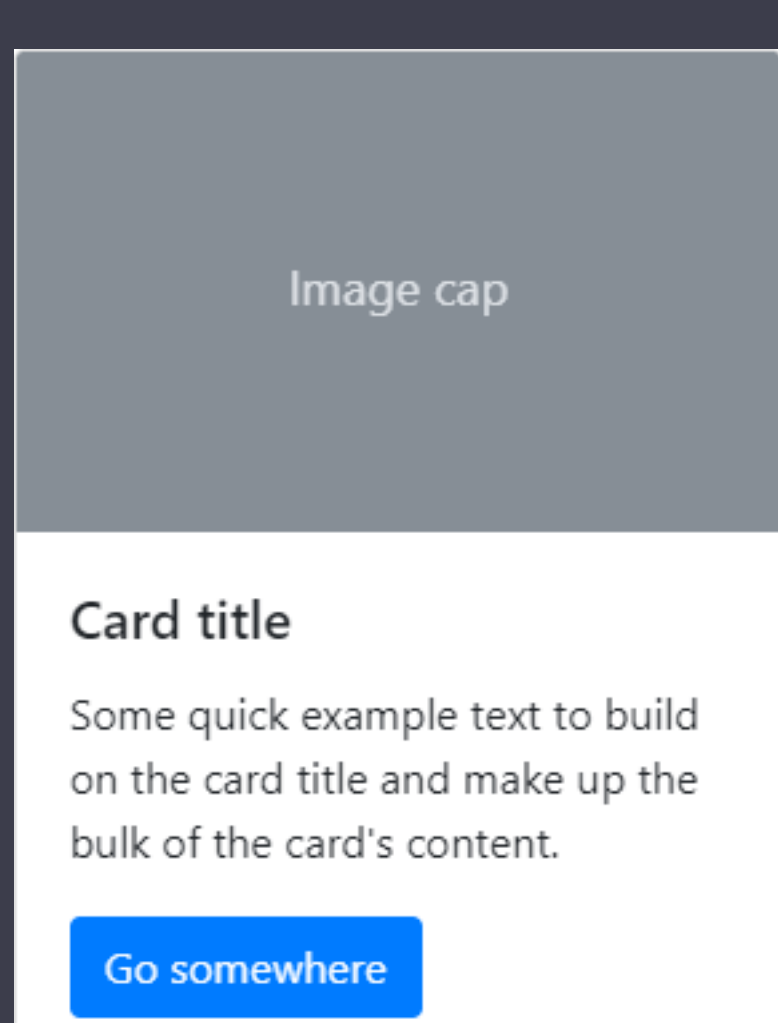 Image cap
Card title
Some quick example text to build
on the card title and make up the
bulk of the card's content.
Go somewhere